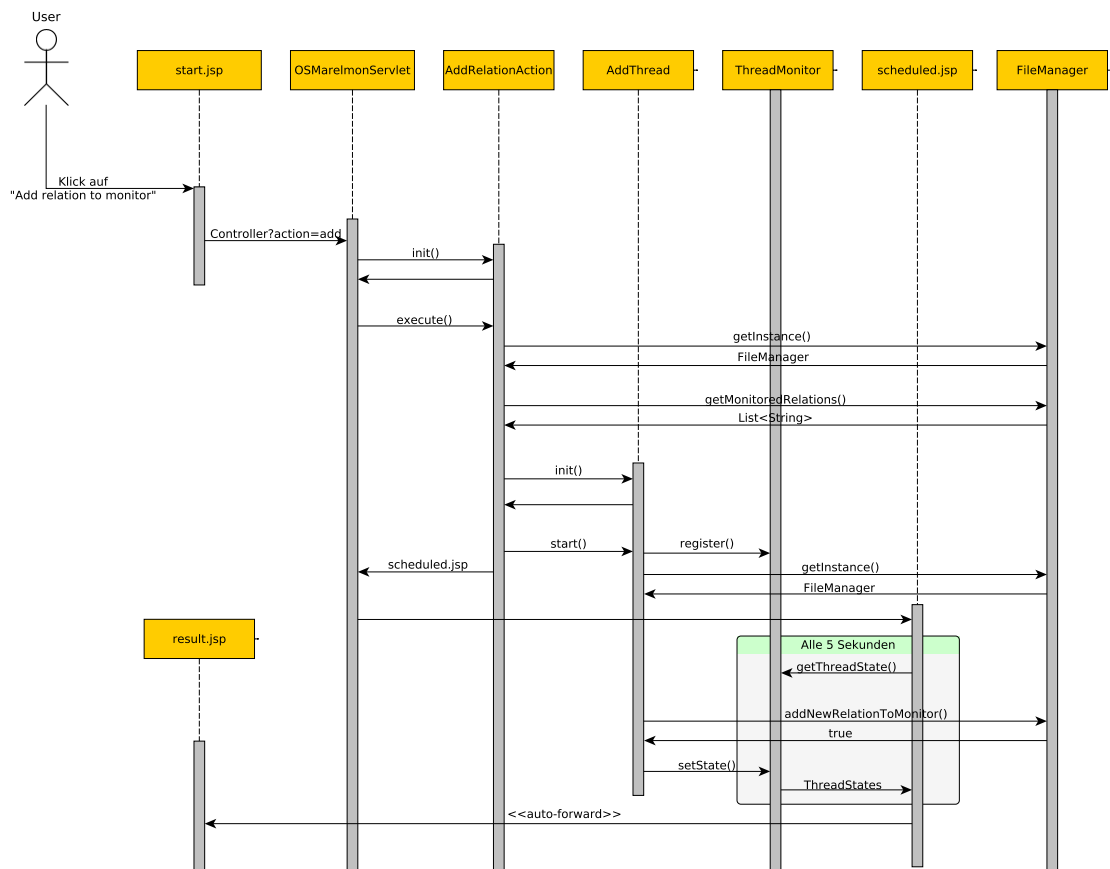 User
start.jsp
OSMarelmonServlet
AddRelationAction
AddThread
ThreadMonitor
scheduled.jsp
FileManager
Klick auf
"Add relation to monitor"
Controller?action=add
init()
execute()
getInstance()
FileManager
getMonitoredRelations()
List<String>
init()
start()
register()
scheduled.jsp
getInstance()
FileManager
result.jsp
Alle 5 Sekunden
getThreadState()
addNewRelationToMonitor()
true
setState()
ThreadStates
<<auto-forward>>